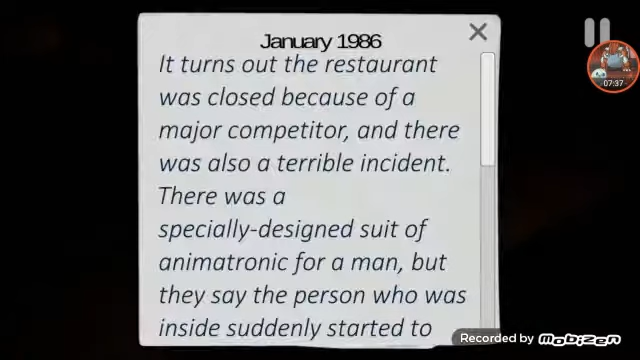 January 1986
It turns out the restaurant
was closed because of a
major competitor, and there
was also a terrible incident.
There was a
specially-designed suit of
animatronic for a man, but
they say the person who was
inside suddenly started to
07:37
Recorded by mobizen